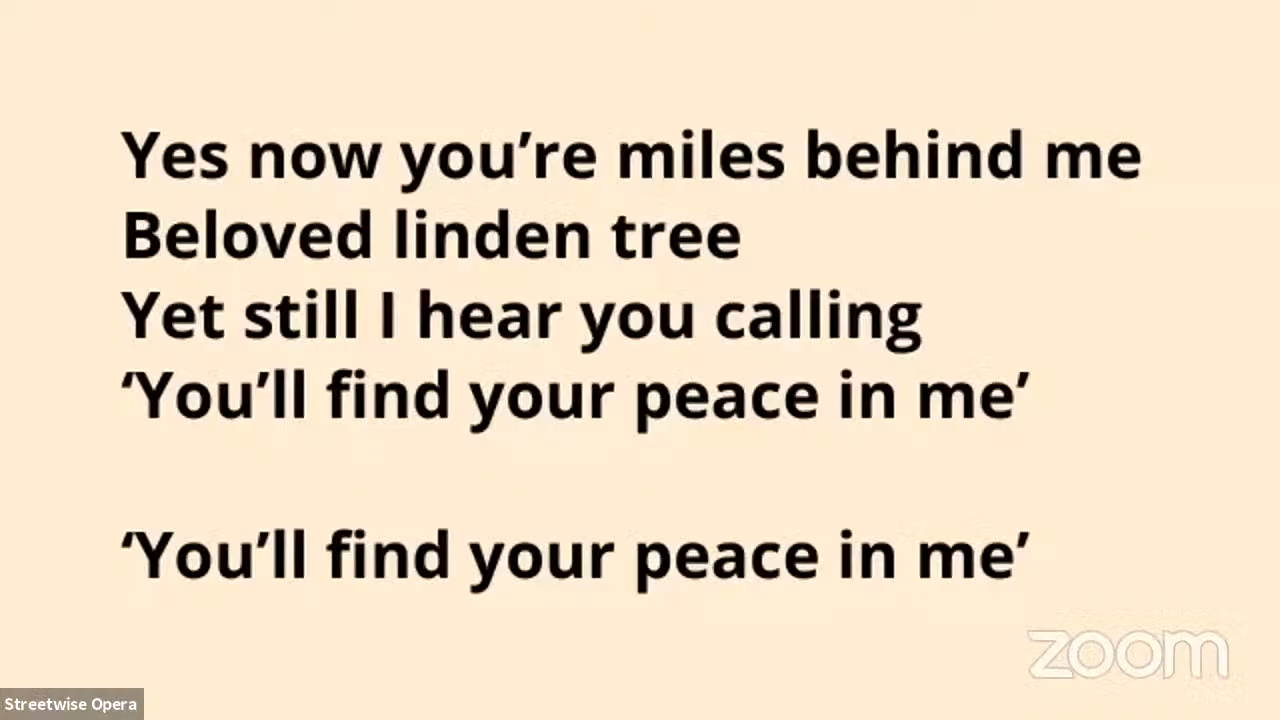 Yes now you’re miles behind me
Beloved linden tree
Yet still I hear you calling
‘You’ll find your peace in me’
‘You’ll find your peace in me’
zoom
Streetwise Opera